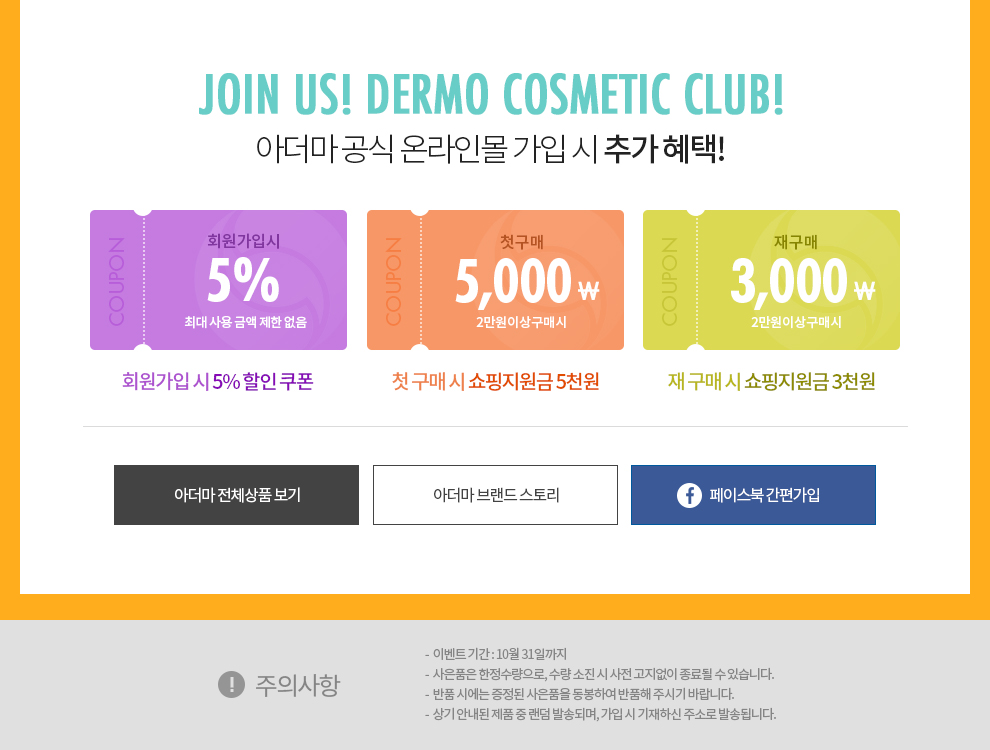 JOIN US! DERMO COSMETIC CLUB!
아더마 공식 온라인몰 가입 시 추가 혜택!
COUPON
회원가입시
5%
최대 사용 금액 제한 없음
COUPON
첫구매
5,000 ₩
2만원이상구매시
COUPON
재구매
3,000 ₩
2만원이상구매시
회원가입 시 5% 할인 쿠폰
첫 구매 시 쇼핑지원금 5천원
재 구매 시 쇼핑지원금 3천원
아더마 전체상품 보기
아더마 브랜드 스토리
페이스북 간편가입
주의사항
- 이벤트 기간 : 10월 31일까지
- 사은품은 한정수량으로, 수량 소진 시 사전 고지없이 종료될 수 있습니다.
- 반품 시에는 증정된 사은품을 동봉하여 반품해 주시기 바랍니다.
- 상기 안내된 제품 중 랜덤 발송되며, 가입 시 기재하신 주소로 발송됩니다.